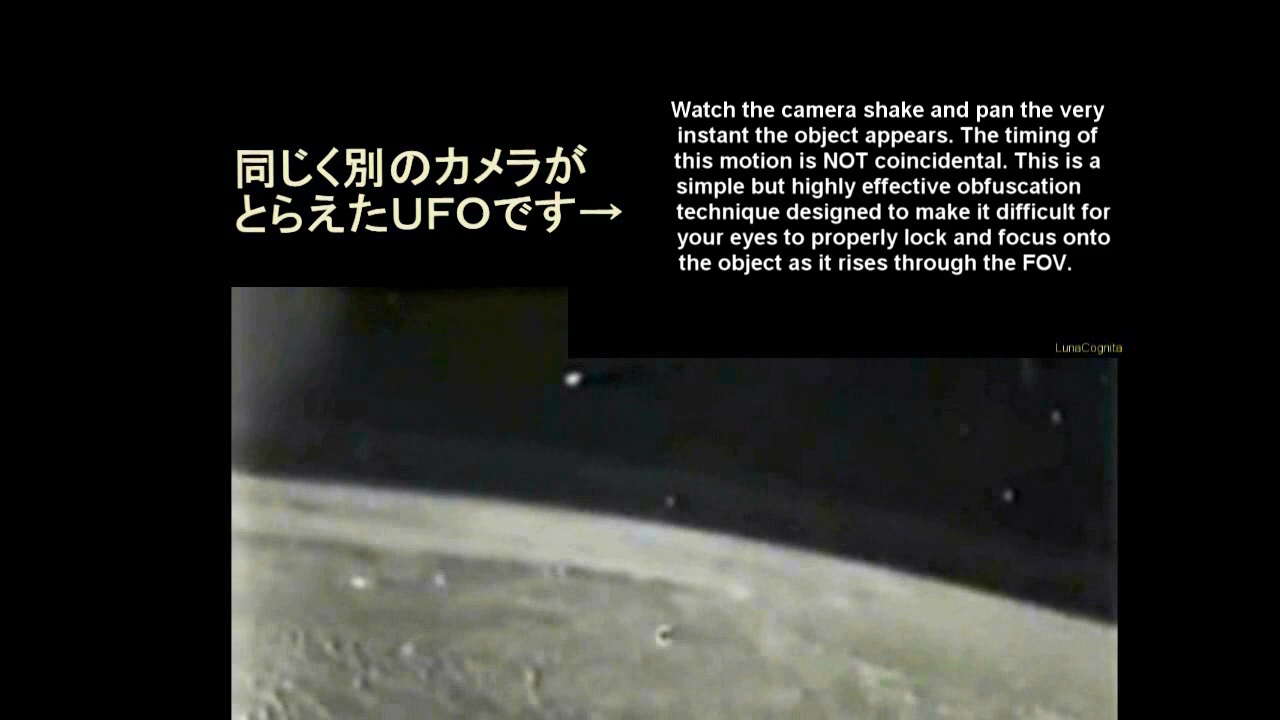 同じく別のカメラが
とらえたUFOです→
Watch the camera shake and pan the very
instant the object appears. The timing of
this motion is NOT coincidental. This is a
simple but highly effective obfuscation
technique designed to make it difficult for
your eyes to properly lock and focus onto
the object as it rises through the FOV.
LunaCognita